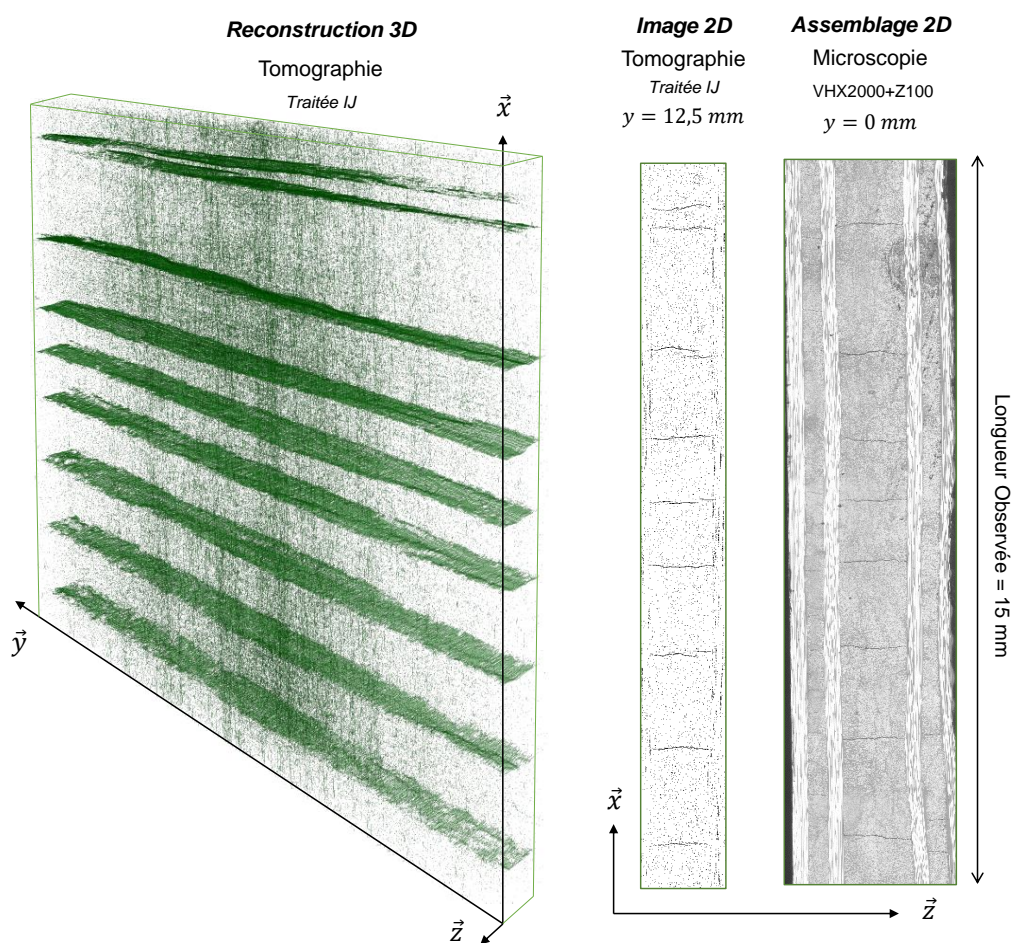 Reconstruction 3D
Tomographie
Traitée IJ
x⃗
y⃗
z⃗
Image 2D
Tomographie
Traitée IJ
y = 12,5 mm
Assemblage 2D
Microscopie
VHX2000+Z100
y = 0 mm
Longueur Observée = 15 mm
x⃗
z⃗